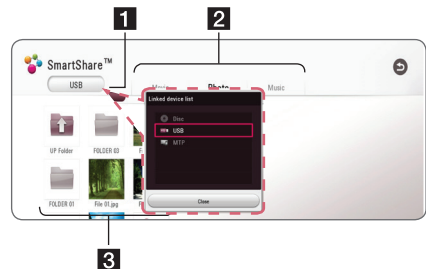 1
2
SmartShare™
USB
Photo
Music
Linked device list
Disc
USB
MTP
UP Folder
FOLDER 03
FOLDER 01
File 01.jpg
Close
3